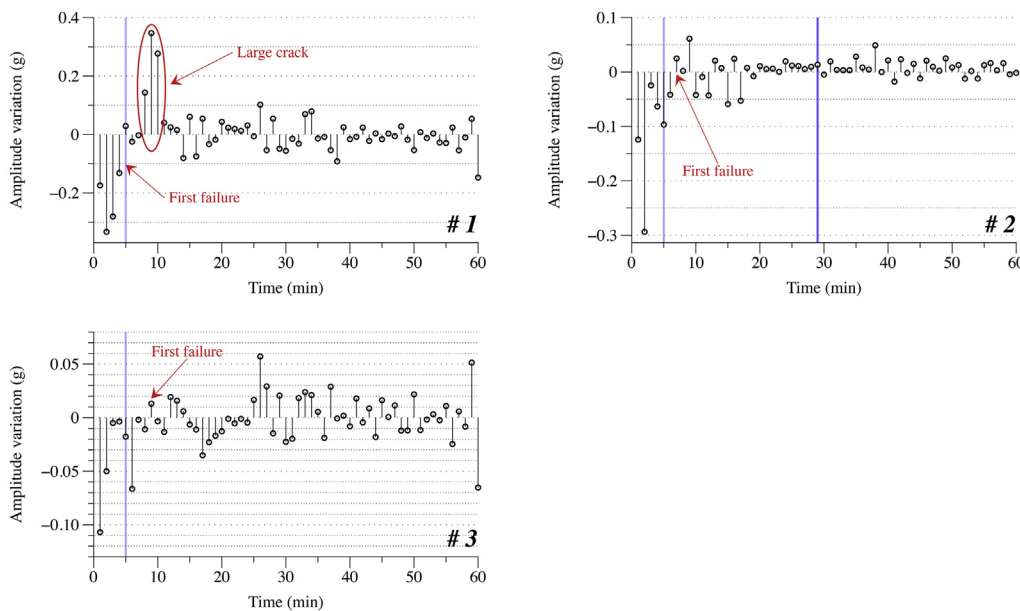 0.4
0.2
0
−0.2
Amplitude variation (g)
Large crack
First failure
# 1
0 10 20 30 40 50 60
Time (min)
0.1
0
−0.1
−0.2
−0.3
Amplitude variation (g)
First failure
# 2
0 10 20 30 40 50 60
Time (min)
0.05
0
−0.05
−0.10
Amplitude variation (g)
First failure
# 3
0 10 20 30 40 50 60
Time (min)